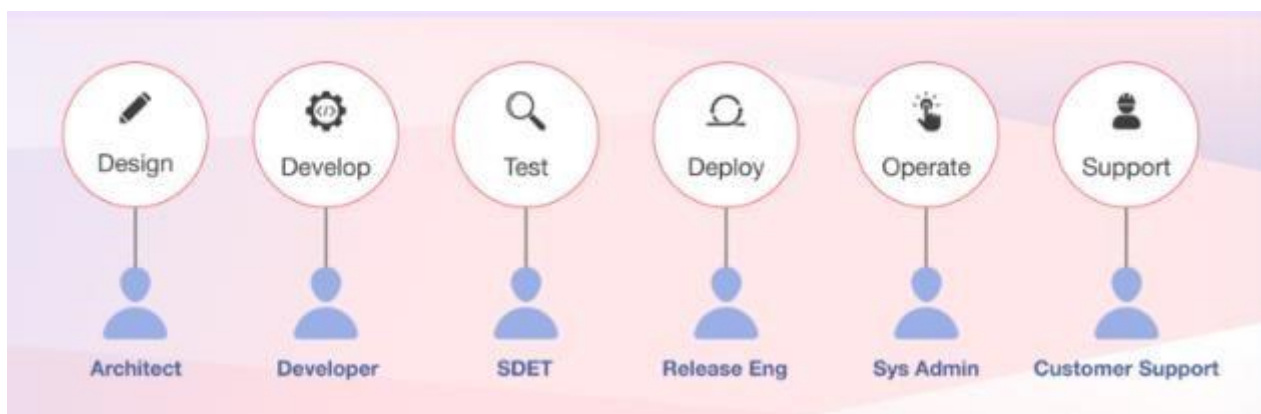 Design Develop Test Deploy Operate Support
Architect Developer SDET Release Eng Sys Admin Customer Support